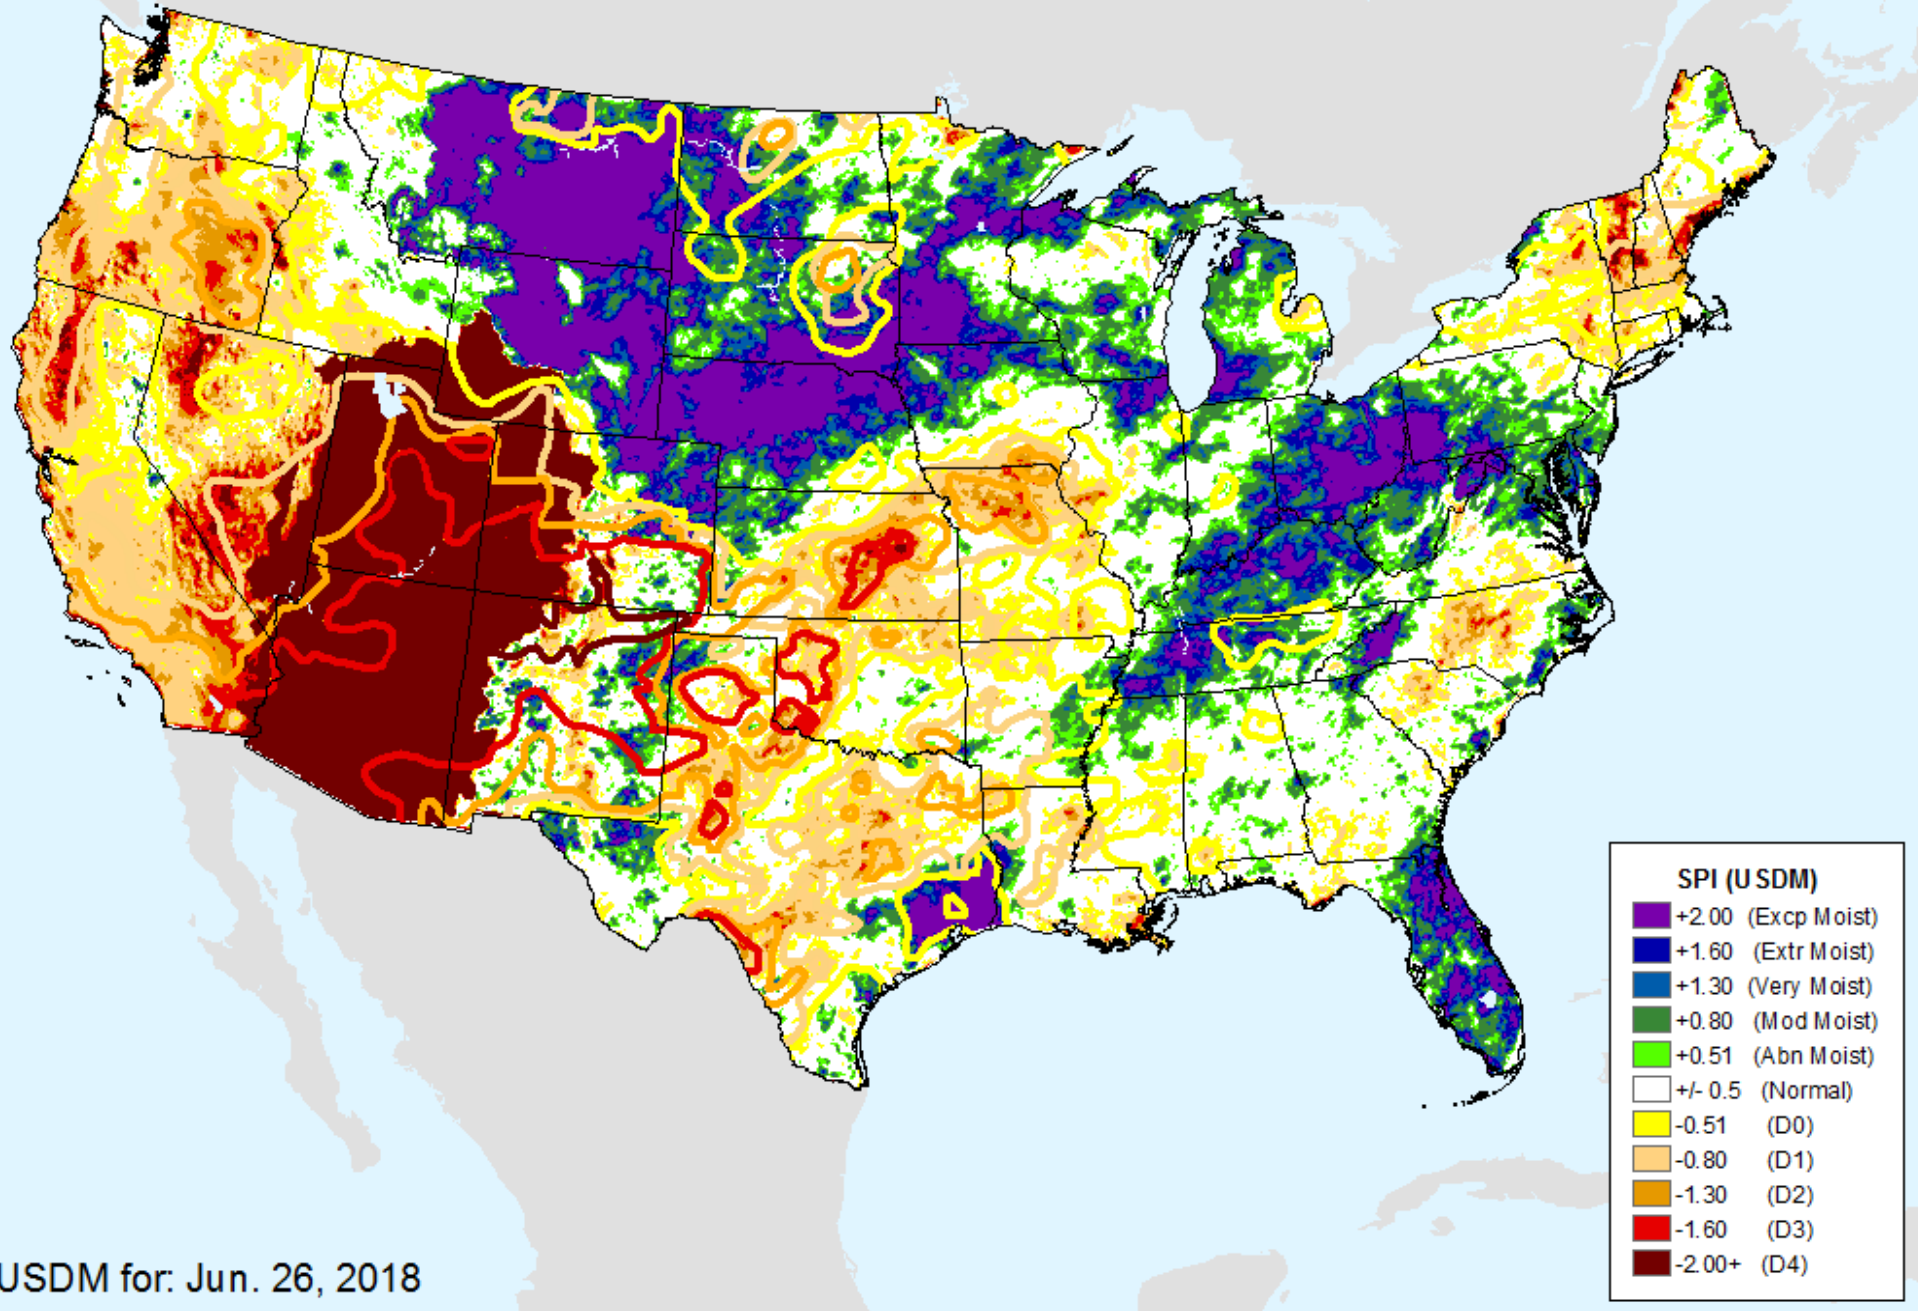 SPI (USDM)
+2.00 (Excp Moist)
+1.60 (Extr Moist)
+1.30 (Very Moist)
+0.80 (Mod Moist)
+0.51 (Abn Moist)
+/- 0.5 (Normal)
-0.51 (D0)
-0.80 (D1)
-1.30 (D2)
-1.60 (D3)
-2.00+ (D4)
USDM for: Jun. 26, 2018